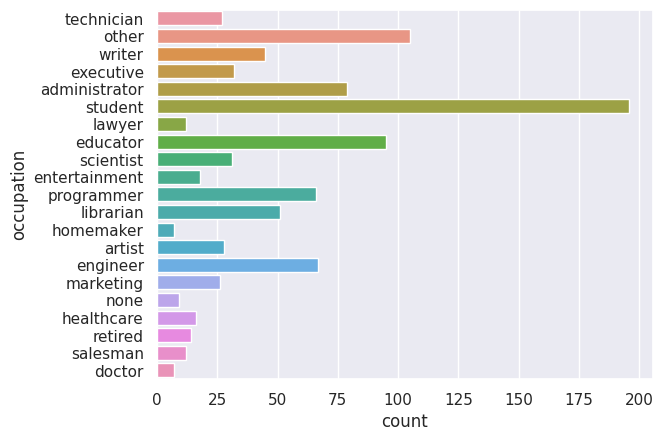 technician
other
writer
executive
administrator
student
lawyer
educator
scientist
entertainment
programmer
librarian
homemaker
artist
engineer
marketing
none
healthcare
retired
salesman
doctor
occupation
0 25 50 75 100 125 150 175 200
count